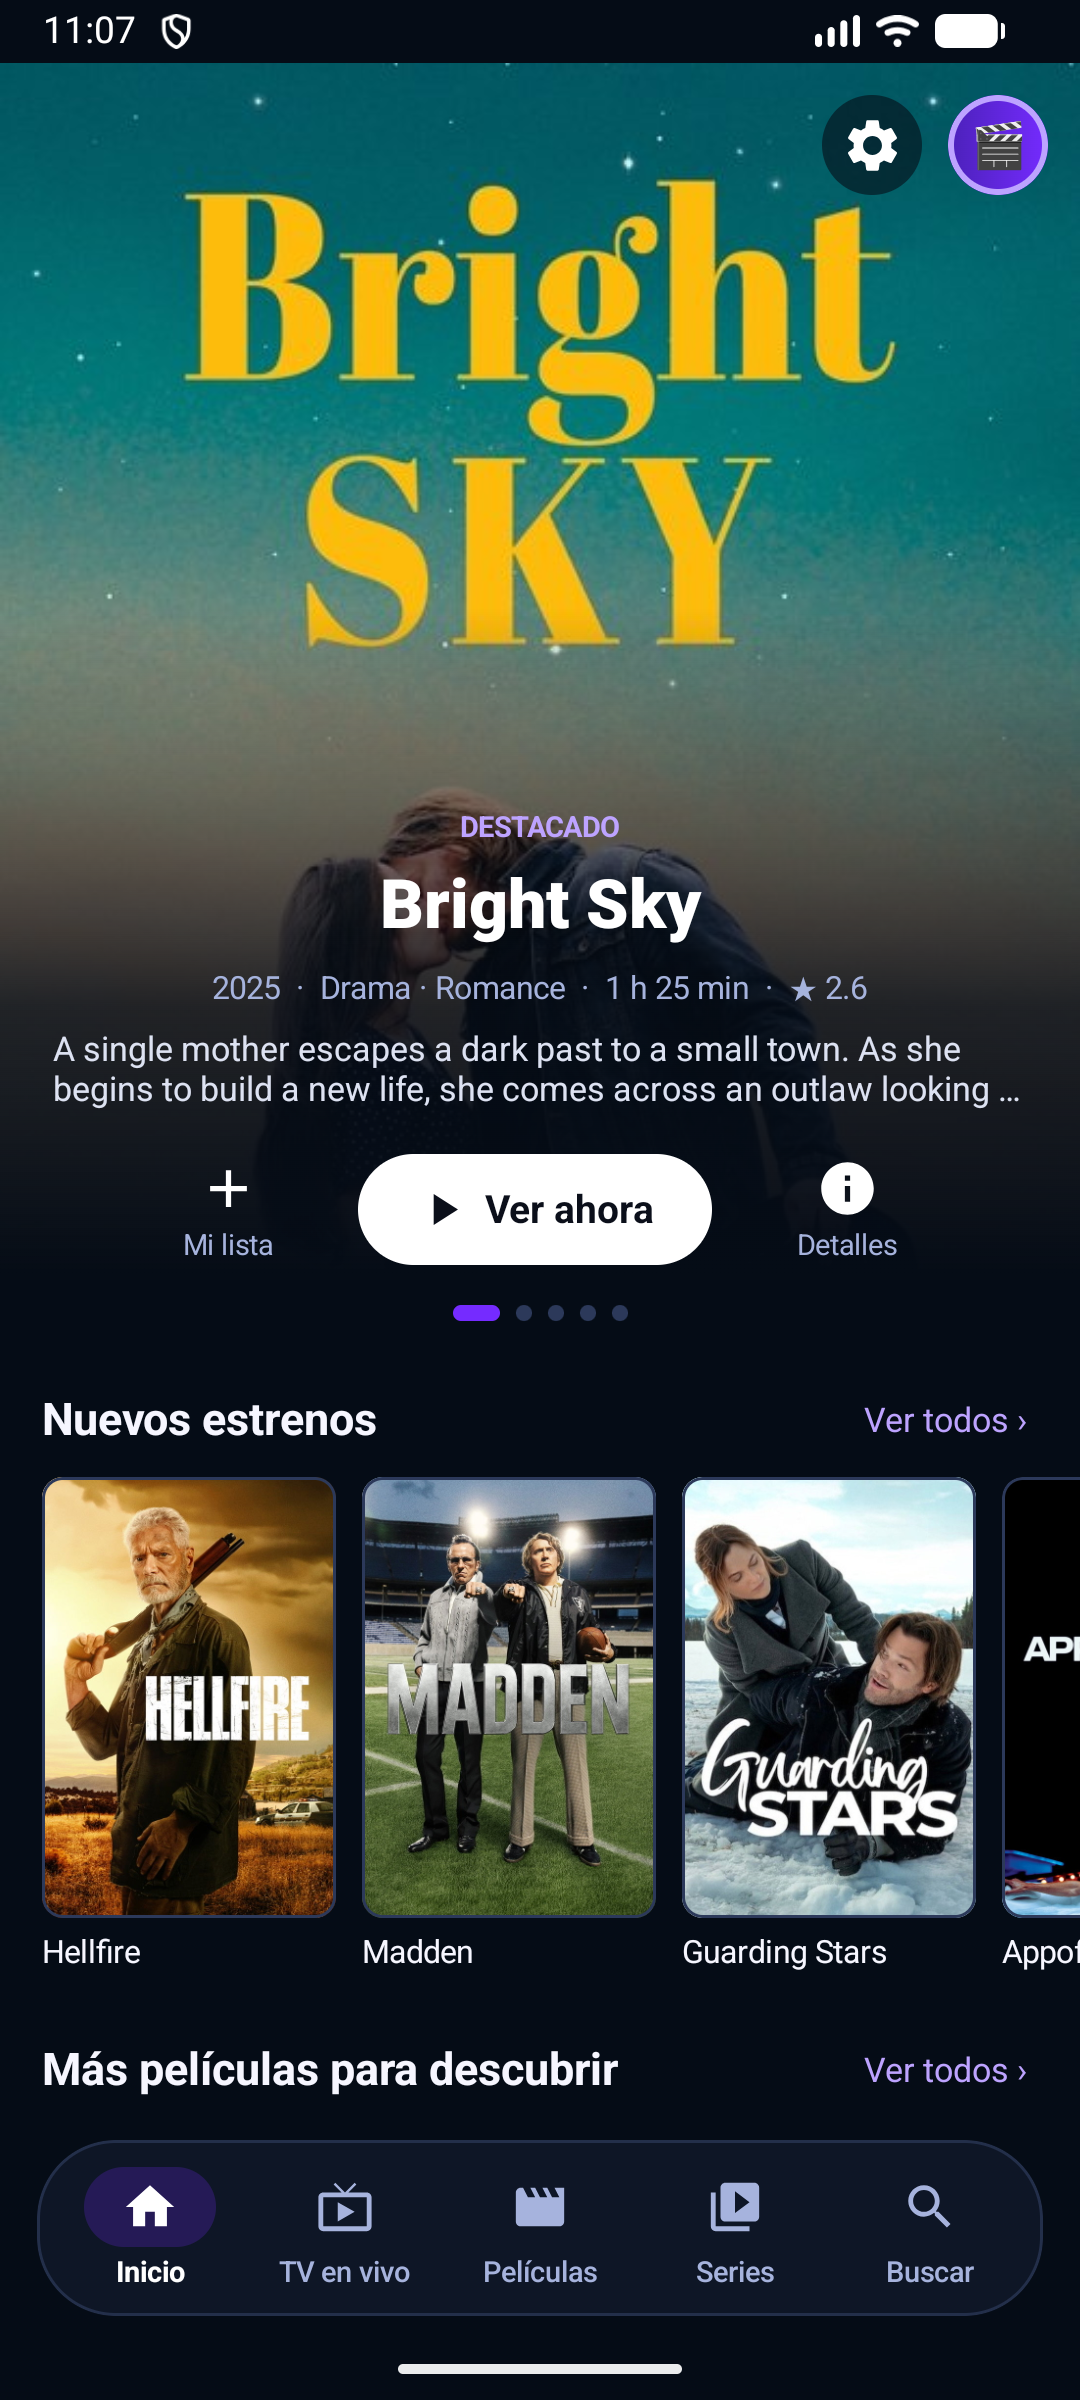 11:07
Bright
SKY
DESTACADO
Bright Sky
2025 · Drama · Romance · 1 h 25 min · ★ 2.6
A single mother escapes a dark past to a small town. As she
begins to build a new life, she comes across an outlaw looking ...
Mi lista
Ver ahora
Detalles
Nuevos estrenos
Ver todos ›
HELLFIRE
MADDEN
Guarding
STARS
Hellfire
Madden
Guarding Stars
Más películas para descubrir
Ver todos ›
Inicio
TV en vivo
Películas
Series
Buscar